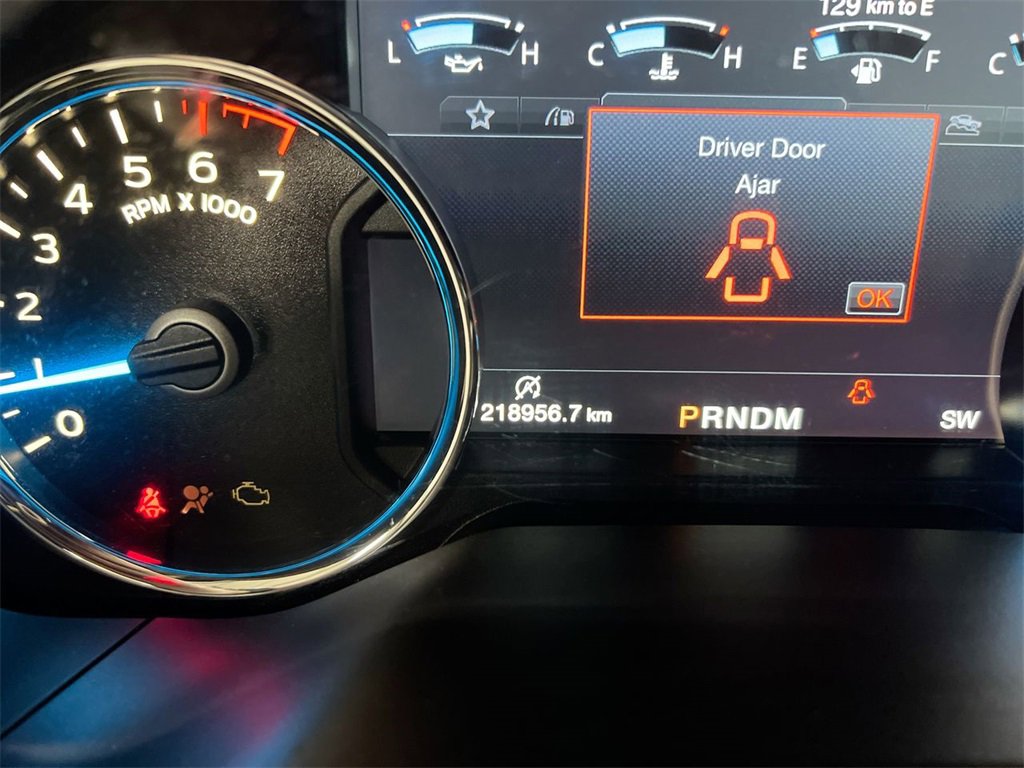 129 km to E
L H
C H
E F
C
Driver Door
Ajar
OK
0
1
2
3
4
5
6
7
RPM X 1000
218956.7 km
PRNDM
SW